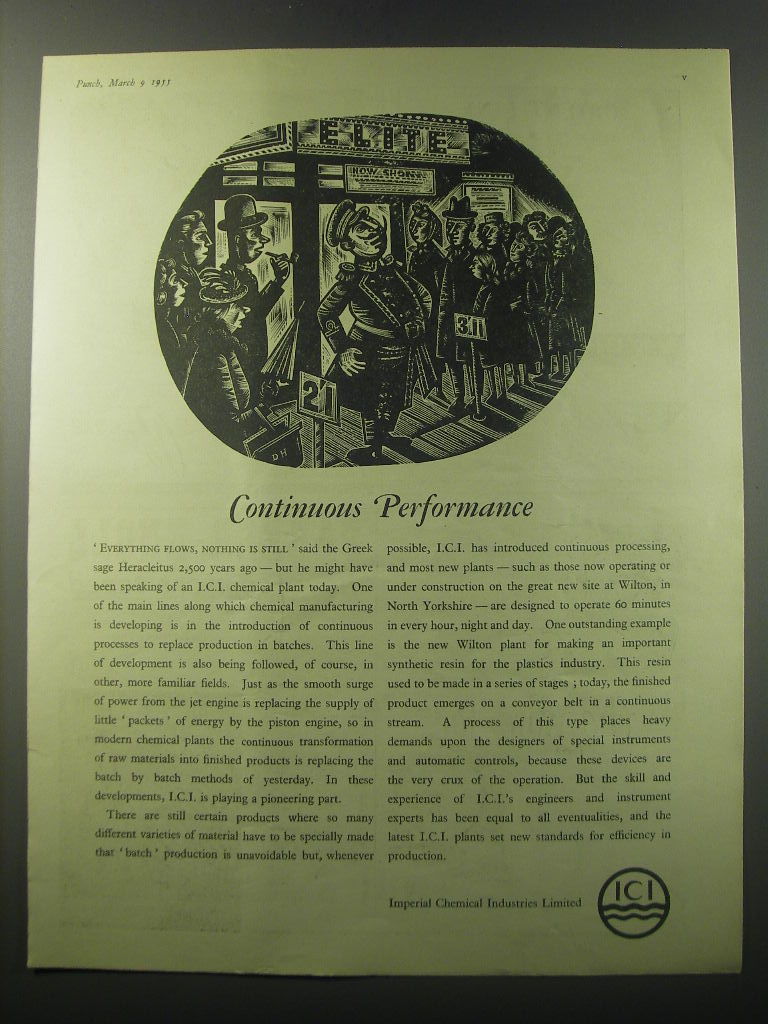 Punch, March 9 1955
v
ELITE
NOW SHOWING
2/1
3/1
DH
Continuous Performance
‘ EVERYTHING FLOWS, NOTHING IS STILL ’ said the Greek
sage Heracleitus 2,500 years ago — but he might have
been speaking of an I.C.I. chemical plant today. One
of the main lines along which chemical manufacturing
is developing is in the introduction of continuous
processes to replace production in batches. This line
of development is also being followed, of course, in
other, more familiar fields. Just as the smooth surge
of power from the jet engine is replacing the supply of
little ‘ packets ’ of energy by the piston engine, so in
modern chemical plants the continuous transformation
of raw materials into finished products is replacing the
batch by batch methods of yesterday. In these
developments, I.C.I. is playing a pioneering part.
There are still certain products where so many
different varieties of material have to be specially made
that ‘ batch ’ production is unavoidable but, whenever
possible, I.C.I. has introduced continuous processing,
and most new plants — such as those now operating or
under construction on the great new site at Wilton, in
North Yorkshire — are designed to operate 60 minutes
in every hour, night and day. One outstanding example
is the new Wilton plant for making an important
synthetic resin for the plastics industry. This resin
used to be made in a series of stages ; today, the finished
product emerges on a conveyor belt in a continuous
stream. A process of this type places heavy
demands upon the designers of special instruments
and automatic controls, because these devices are
the very crux of the operation. But the skill and
experience of I.C.I.'s engineers and instrument
experts has been equal to all eventualities, and the
latest I.C.I. plants set new standards for efficiency in
production.
Imperial Chemical Industries Limited
ICI